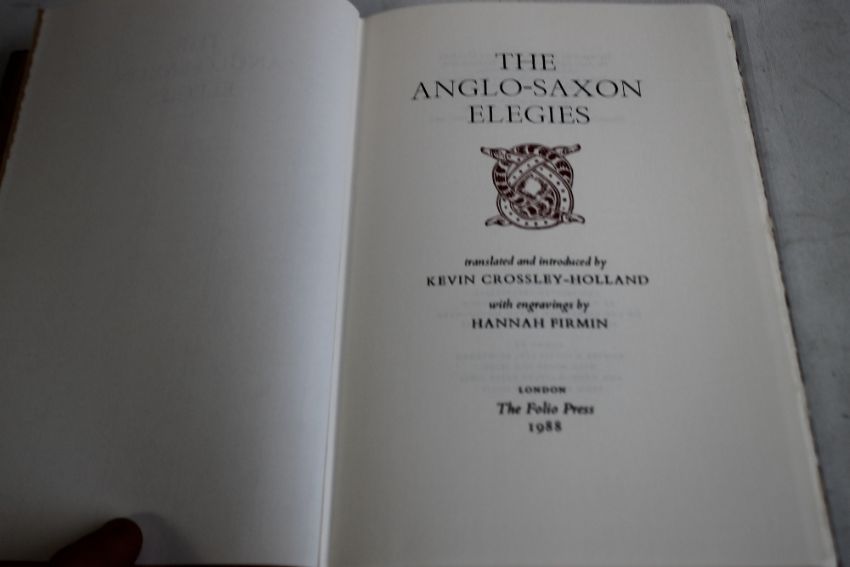 THE
ANGLO-SAXON
ELEGIES
translated and introduced by
KEVIN CROSSLEY-HOLLAND
with engravings by
HANNAH FIRMIN
LONDON
The Folio Press
1988